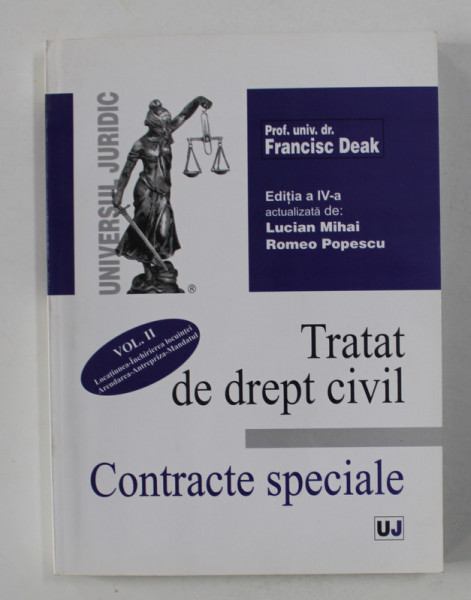 UNIVERSUL JURIDIC
®
Prof. univ. dr.
Francisc Deak
Ediția a IV-a
actualizată de:
Lucian Mihai
Romeo Popescu
VOL. II
Locațiunea-Închirierea locuinței
Arendarea-Antrepriza-Mandatul
Tratat
de drept civil
Contracte speciale
UJ